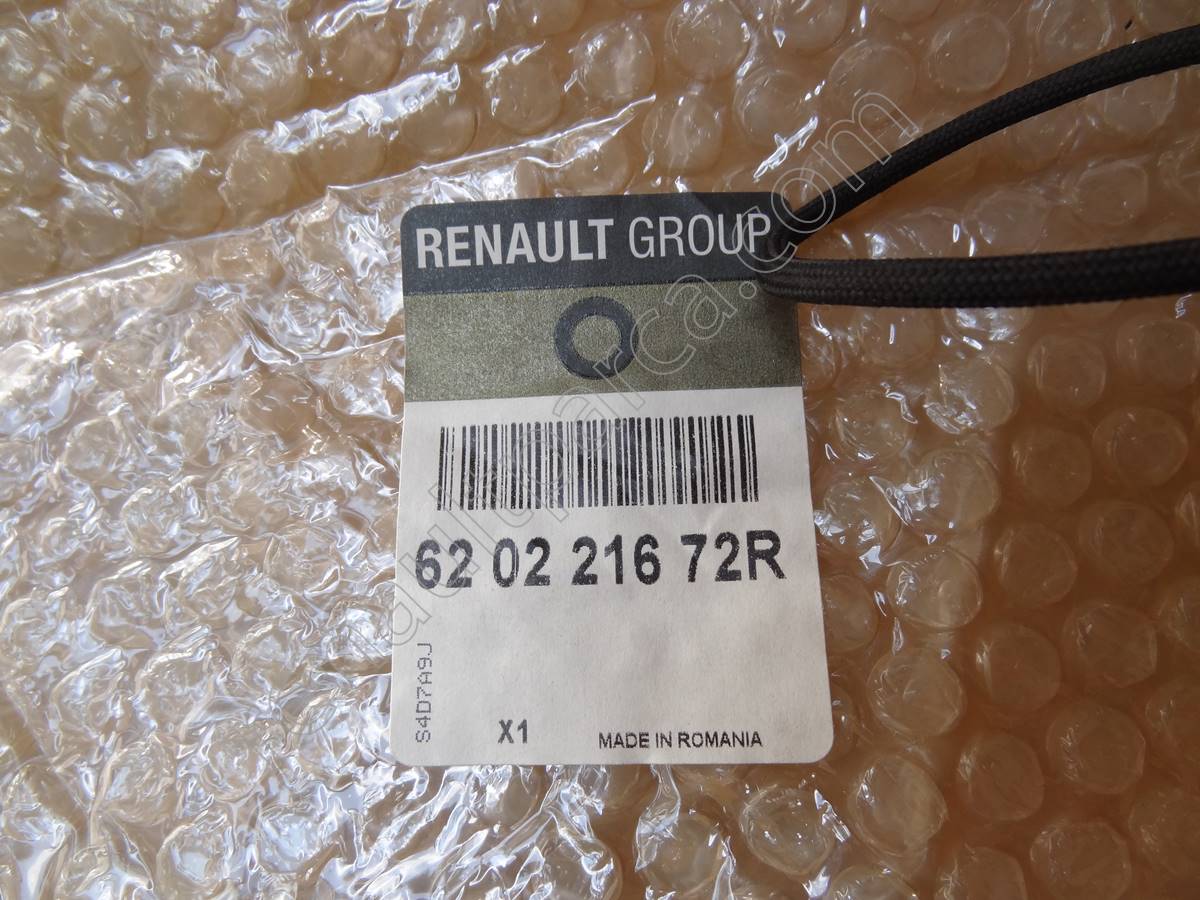 RENAULT GROUP
62 02 216 72R
S4D7A9J
X1
MADE IN ROMANIA